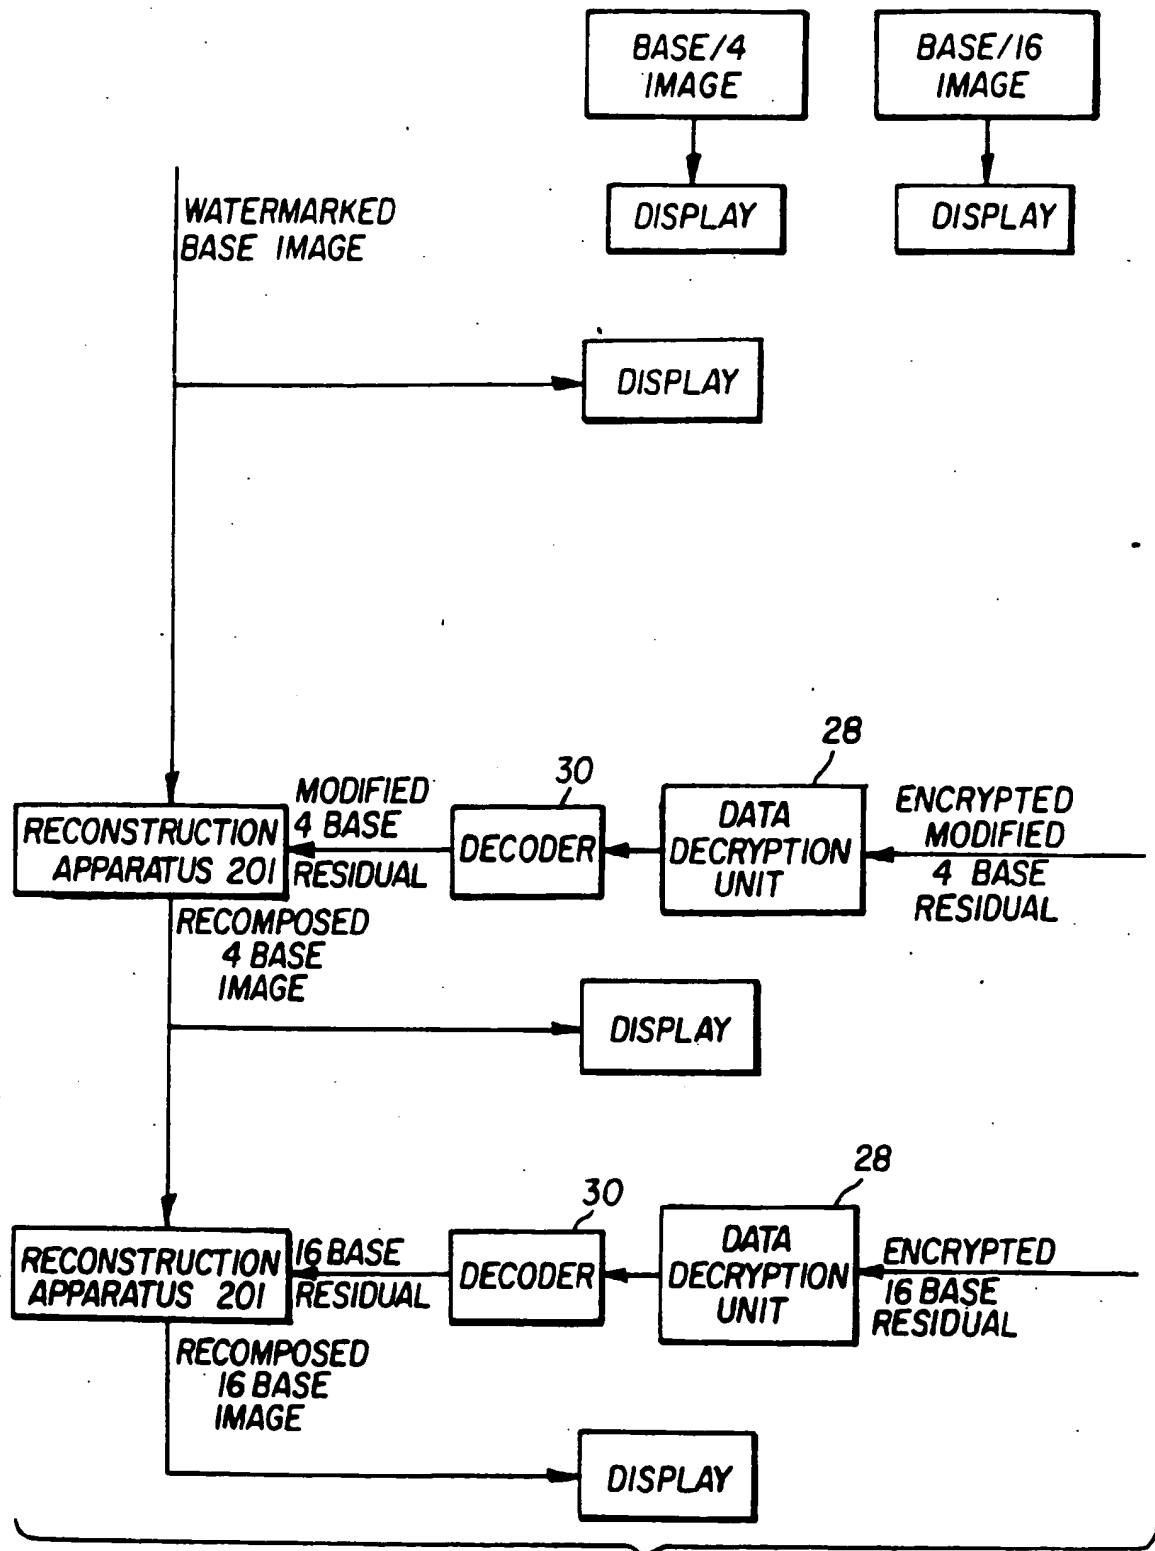 BASE/4
IMAGE
BASE/16
IMAGE
DISPLAY
DISPLAY
WATERMARKED
BASE IMAGE
DISPLAY
28
30
MODIFIED
4 BASE
RESIDUAL
RECONSTRUCTION
APPARATUS 201
DECODER
DATA
DECRYPTION
UNIT
ENCRYPTED
MODIFIED
4 BASE
RESIDUAL
RECOMPOSED
4 BASE
IMAGE
DISPLAY
28
30
RECONSTRUCTION
APPARATUS 201
16 BASE
RESIDUAL
DECODER
DATA
DECRYPTION
UNIT
ENCRYPTED
16 BASE
RESIDUAL
RECOMPOSED
16 BASE
IMAGE
DISPLAY